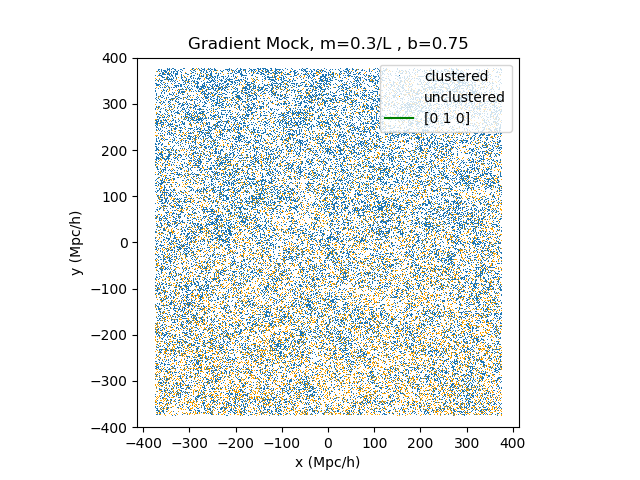 Gradient Mock, m=0.3/L , b=0.75
clustered
unclustered
[0 1 0]
400
300
200
100
0
−100
−200
−300
−400
y (Mpc/h)
−400 −300 −200 −100 0 100 200 300 400
x (Mpc/h)